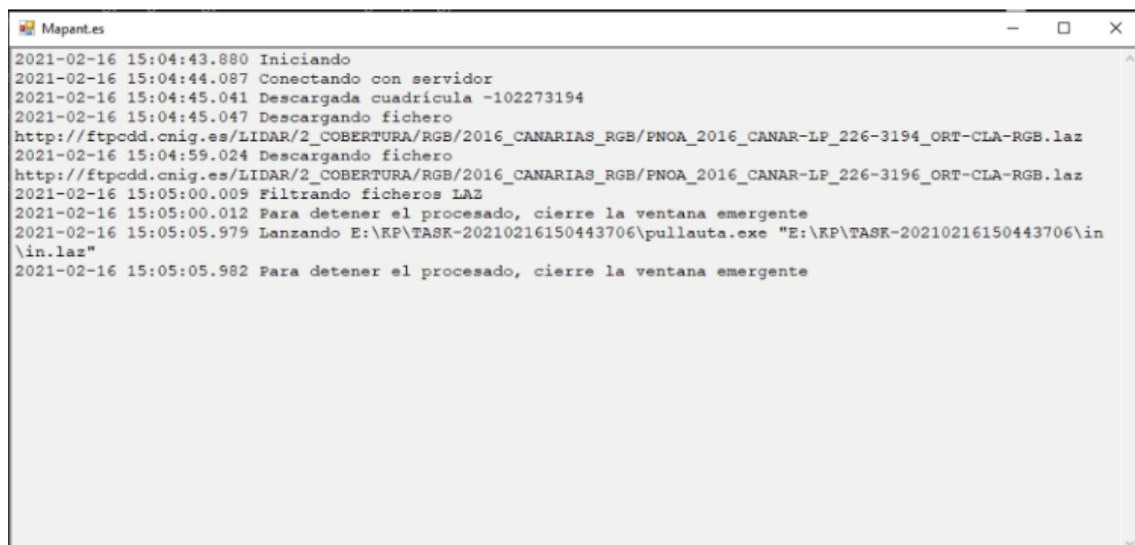 Mapant.es
2021-02-16 15:04:43.880 Iniciando
2021-02-16 15:04:44.087 Conectando con servidor
2021-02-16 15:04:45.041 Descargada cuadrícula -102273194
2021-02-16 15:04:45.047 Descargando fichero
http://ftpcdd.cnig.es/LIDAR/2_COBERTURA/RGB/2016_CANARIAS_RGB/PNOA_2016_CANAR-LP_226-3194_ORT-CLA-RGB.laz
2021-02-16 15:04:59.024 Descargando fichero
http://ftpcdd.cnig.es/LIDAR/2_COBERTURA/RGB/2016_CANARIAS_RGB/PNOA_2016_CANAR-LP_226-3196_ORT-CLA-RGB.laz
2021-02-16 15:05:00.009 Filtrando ficheros LAZ
2021-02-16 15:05:00.012 Para detener el procesado, cierre la ventana emergente
2021-02-16 15:05:05.979 Lanzando E:\KP\TASK-20210216150443706\pullauta.exe "E:\KP\TASK-20210216150443706\in
\in.laz"
2021-02-16 15:05:05.982 Para detener el procesado, cierre la ventana emergente